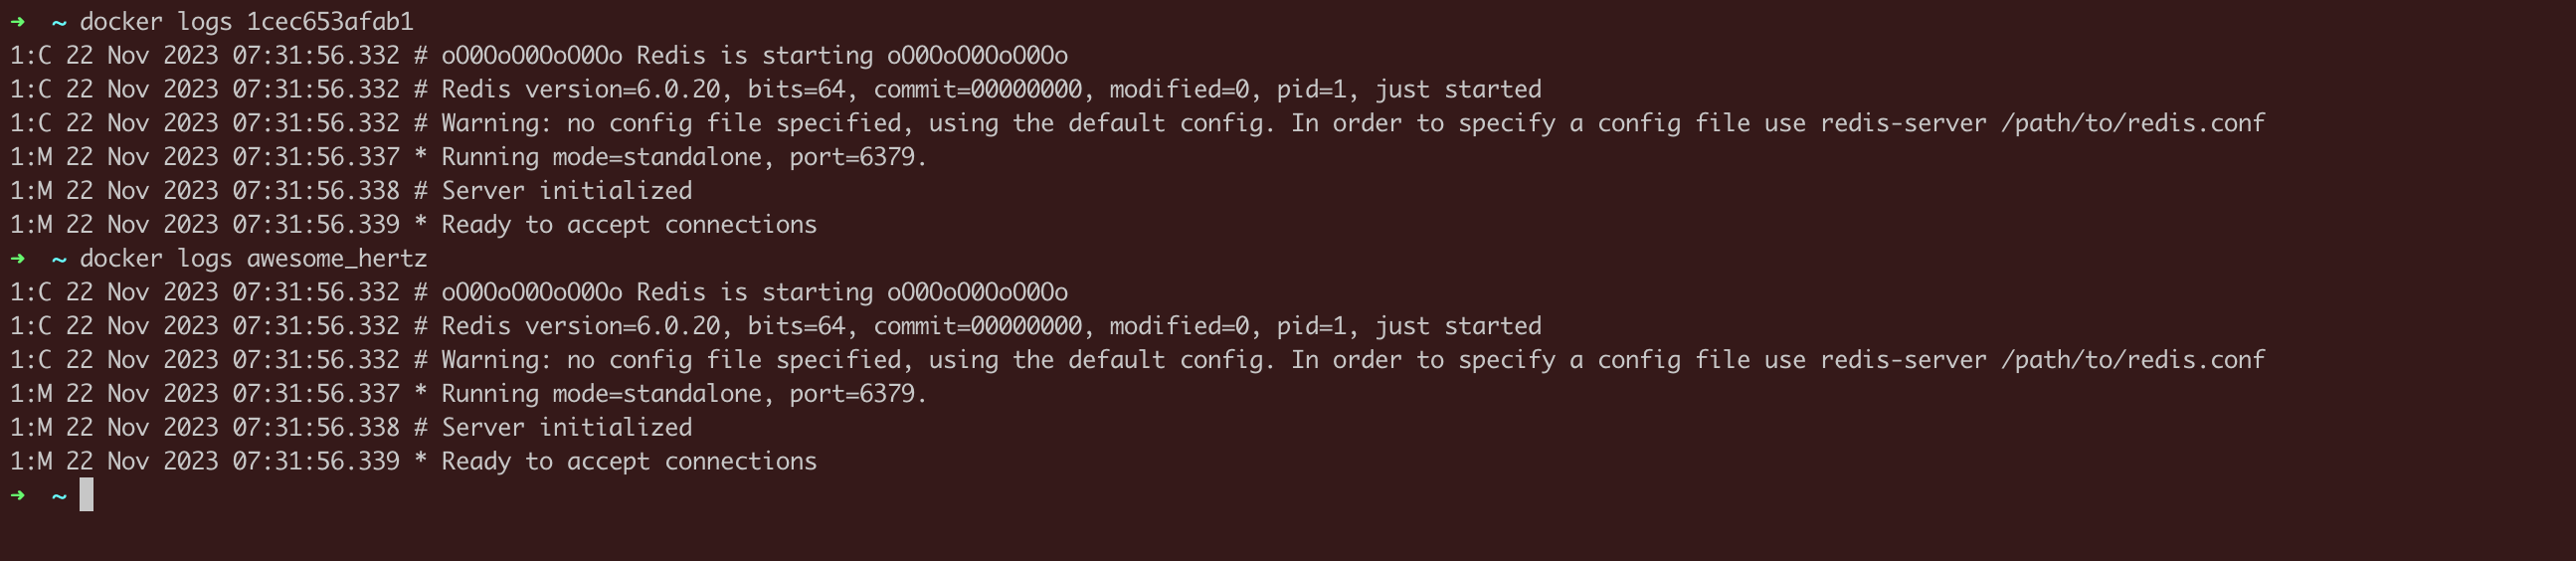 ➜  ~ docker logs 1cec653afab1
1:C 22 Nov 2023 07:31:56.332 # oO0OoO0OoO0Oo Redis is starting oO0OoO0OoO0Oo
1:C 22 Nov 2023 07:31:56.332 # Redis version=6.0.20, bits=64, commit=00000000, modified=0, pid=1, just started
1:C 22 Nov 2023 07:31:56.332 # Warning: no config file specified, using the default config. In order to specify a config file use redis-server /path/to/redis.conf
1:M 22 Nov 2023 07:31:56.337 * Running mode=standalone, port=6379.
1:M 22 Nov 2023 07:31:56.338 # Server initialized
1:M 22 Nov 2023 07:31:56.339 * Ready to accept connections
➜  ~ docker logs awesome_hertz
1:C 22 Nov 2023 07:31:56.332 # oO0OoO0OoO0Oo Redis is starting oO0OoO0OoO0Oo
1:C 22 Nov 2023 07:31:56.332 # Redis version=6.0.20, bits=64, commit=00000000, modified=0, pid=1, just started
1:C 22 Nov 2023 07:31:56.332 # Warning: no config file specified, using the default config. In order to specify a config file use redis-server /path/to/redis.conf
1:M 22 Nov 2023 07:31:56.337 * Running mode=standalone, port=6379.
1:M 22 Nov 2023 07:31:56.338 # Server initialized
1:M 22 Nov 2023 07:31:56.339 * Ready to accept connections
➜  ~